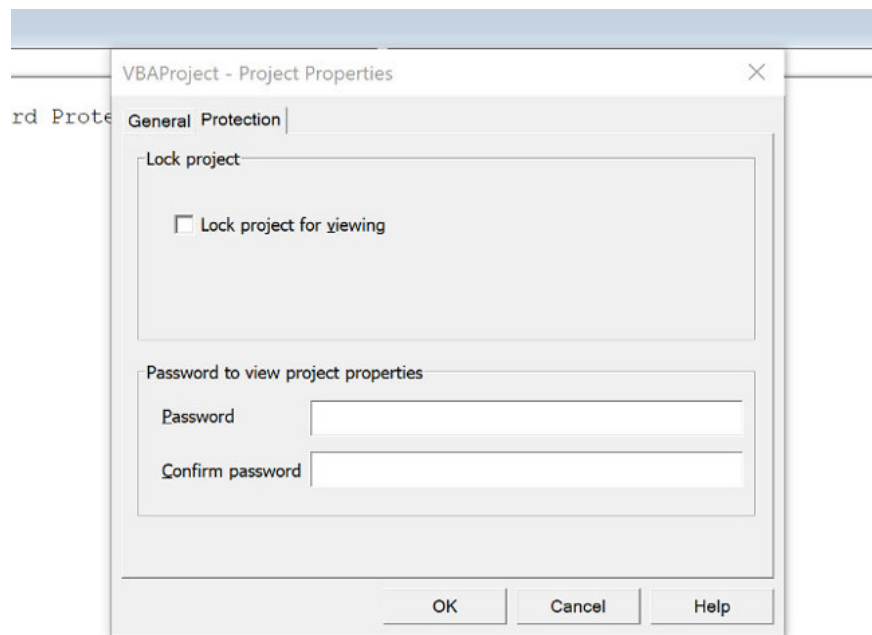 VBAProject - Project Properties
rd Prote
General Protection
Lock project
Lock project for viewing
Password to view project properties
Password
Confirm password
OK Cancel Help